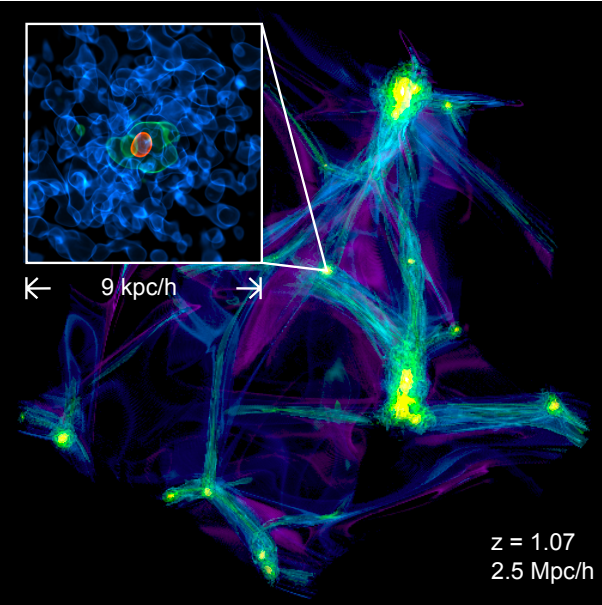 9 kpc/h
z = 1.07
2.5 Mpc/h